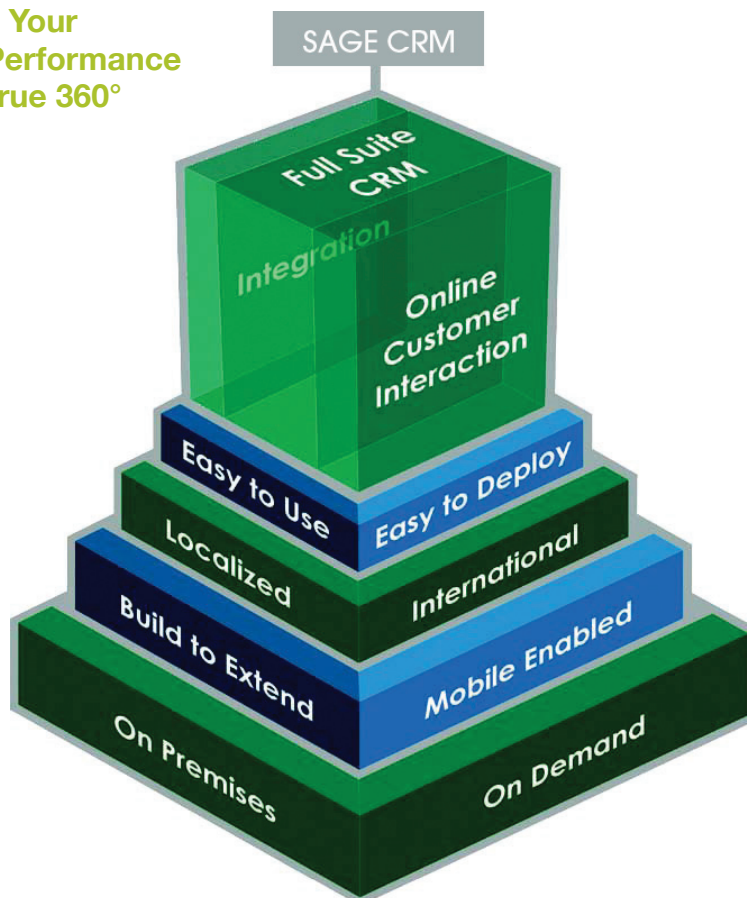 Your
Performance
rue 360°
SAGE CRM
Full Suite
CRM
Integration
Online
Customer
Interaction
Easy to Use
Easy to Deploy
Localized
International
Build to Extend
Mobile Enabled
On Premises
On Demand